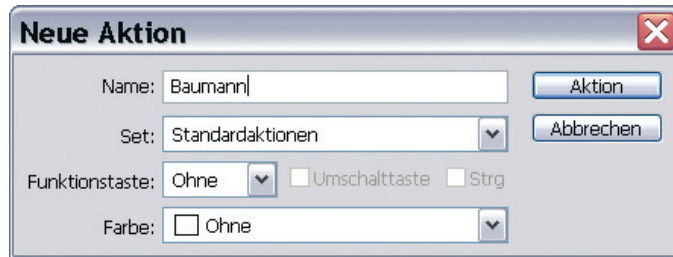 Neue Aktion
Name: Baumann Aktion
Set: Standardaktionen Abbrechen
Funktionstaste: Ohne Umschalttaste Strg
Farbe: Ohne